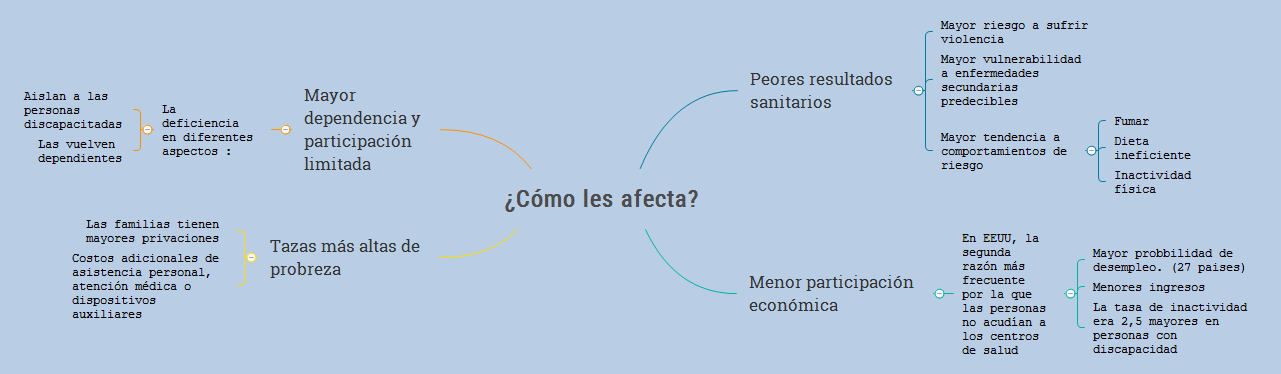 ¿Cómo les afecta?
Peores resultados
sanitarios
Mayor riesgo a sufrir
violencia
Mayor vulnerabilidad
a enfermedades
secundarias
predecibles
Mayor tendencia a
comportamientos de
riesgo
Fumar
Dieta
ineficiente
Inactividad
física
Menor participación
económica
En EEUU, la
segunda
razón más
frecuente
por la que
las personas
no acudían a
los centros
de salud
Mayor probbilidad de
desempleo. (27 paises)
Menores ingresos
La tasa de inactividad
era 2,5 mayores en
personas con
discapacidad
Mayor
dependencia y
participación
limitada
La
deficiencia
en diferentes
aspectos :
Aislan a las
personas
discapacitadas
Las vuelven
dependientes
Tazas más altas de
probreza
Las familias tienen
mayores privaciones
Costos adicionales de
asistencia personal,
atención médica o
dispositivos
auxiliares